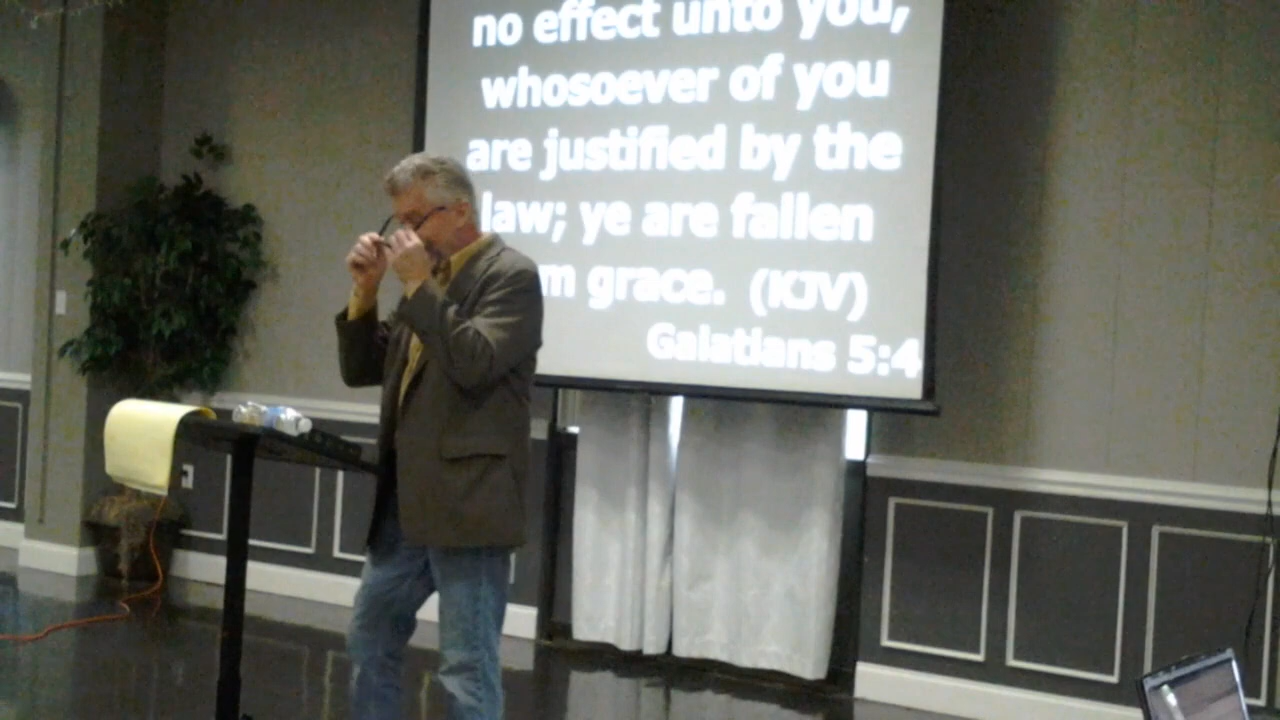 no effect unto you,
whosoever of you
are justified by the
law; ye are fallen
m grace. (KJV)
Galatians 5:4